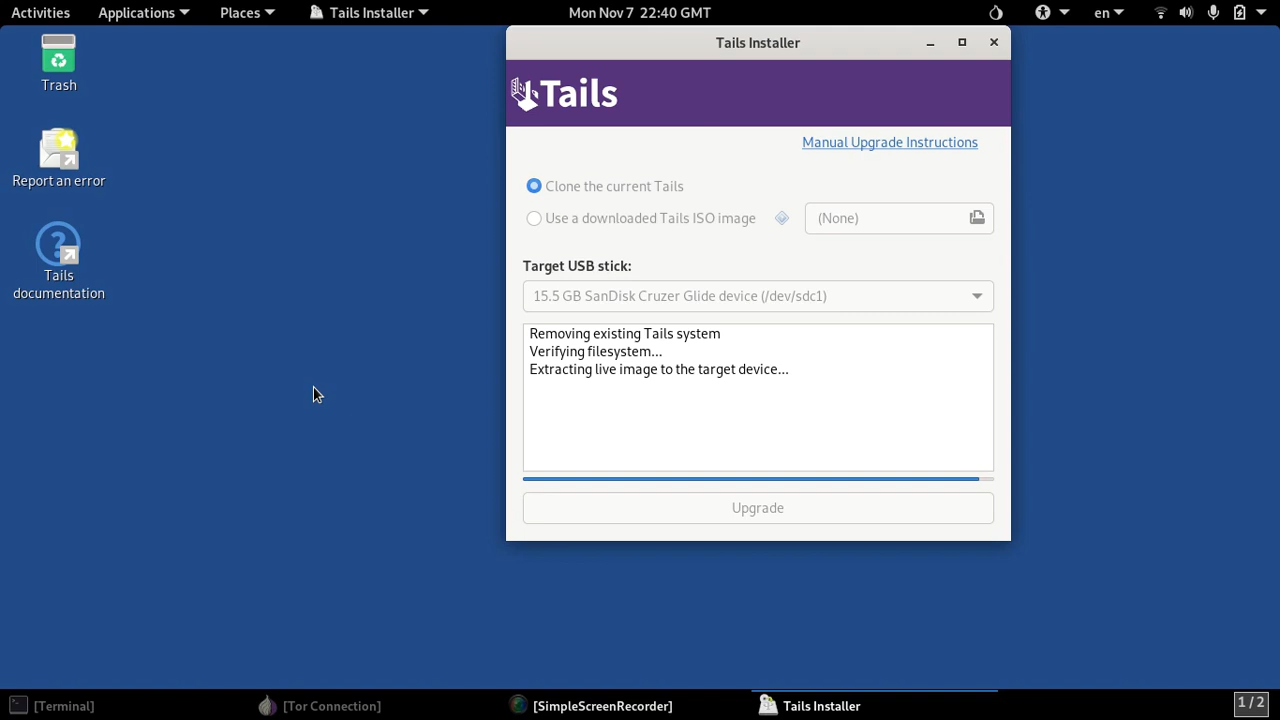 Activities Applications Places Tails Installer Mon Nov 7 22:40 GMT en
Trash
Report an error
Tails
documentation
Tails Installer
Tails
Manual Upgrade Instructions
Clone the current Tails
Use a downloaded Tails ISO image (None)
Target USB stick:
15.5 GB SanDisk Cruzer Glide device (/dev/sdc1)
Removing existing Tails system
Verifying filesystem...
Extracting live image to the target device...
Upgrade
[Terminal] [Tor Connection] [SimpleScreenRecorder] Tails Installer 1 / 2